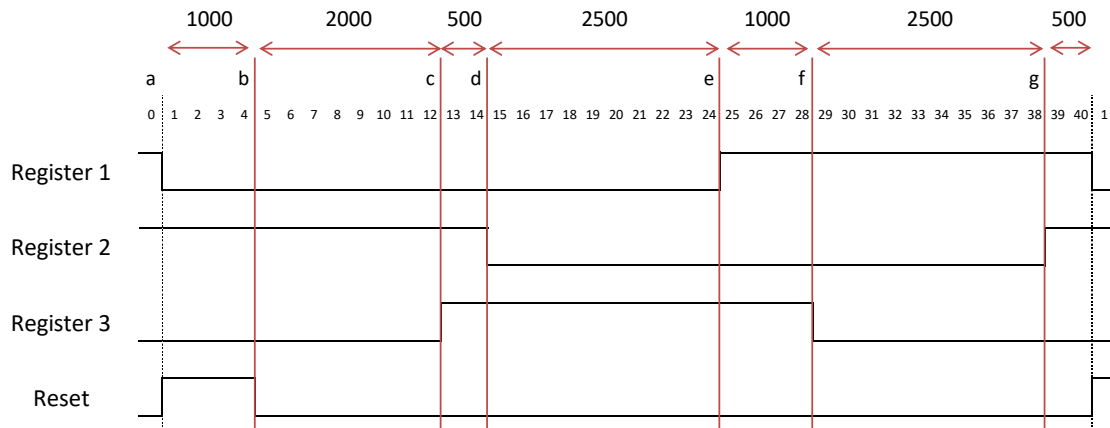 1000 2000 500 2500 1000 2500 500
a b c d e f g
0 1 2 3 4 5 6 7 8 9 10 11 12 13 14 15 16 17 18 19 20 21 22 23 24 25 26 27 28 29 30 31 32 33 34 35 36 37 38 39 40 1
Register 1
Register 2
Register 3
Reset